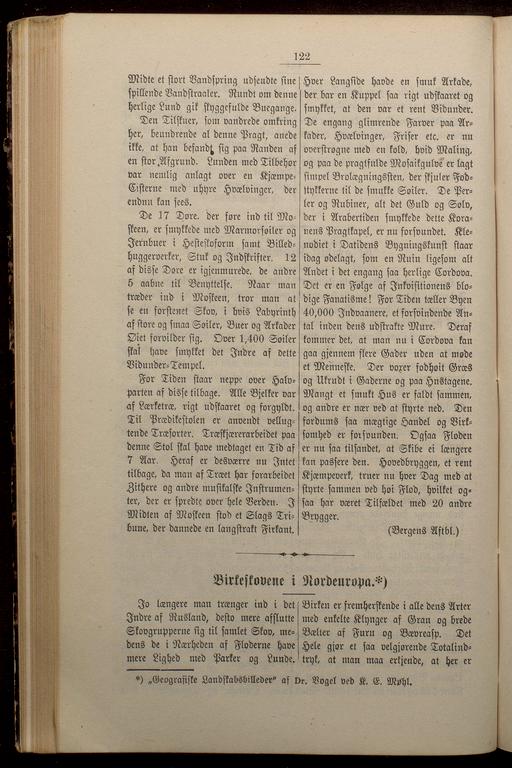 122
Midte et stort Vandspring udsendte sine
spillende Vandstraaler. Rundt om denne
herlige Lund gik skyggefulde Buegange.
Den Tilskuer, som vandrede omkring
her, beundrende al denne Pragt, anede
ikke, at han befandt sig paa Randen af
en stor Afgrund. Lunden med Tilbehør
var nemlig anlagt over en Kjæmpe-
Cisterne med uhyre Hvælvinger, der
endnu kan sees.
De 17 Døre, der føre ind til Mo-
skeen, er smykkede med Marmorsøiler og
Jernbuer i Hesteskoform samt Billed-
huggerverker, Stuk og Indskrifter. 12
af disse Døre er igjenmurede, de andre
5 aabne til Benyttelse. Naar man
træder ind i Moskeen, tror man at
se en forstenet Skov, i hvis Labyrinth
af store og smaa Søiler, Buer og Arkader
Øiet forvilder sig. Over 1,400 Søiler
skal have smykket det Indre af dette
Vidunder-Tempel.
For Tiden staar neppe over Halv-
parten af disse tilbage. Alle Bjelker var
af Lærketræ, rigt udskaaret og forgyldt.
Til Prædikestolen er anvendt vellug-
tende Træsorter. Træskjærerarbeidet paa
denne Stol skal have medtaget en Tid af
7 Aar. Heraf er desværre nu Intet
tilbage, da man af Træet har forarbeidet
Zithere og andre musikalske Instrumen-
ter, der er spredte over hele Verden. I
Midten af Moskeen stod et Slags Tri-
bune, der dannede en langstrakt Firkant.
Hver Langside havde en smuk Arkade,
der bar en Kuppel saa rigt udskaaret og
smykket, at den var et rent Vidunder.
De engang glimrende Farver paa Ar-
kader, Hvælvinger, Friser etc. er nu
overstrøgne med en kold, hvid Maling,
og paa de pragtfulde Mosaikgulve er lagt
simpel Brolægningssten, der skjuler Fod-
stykkerne til de smukke Søiler. De Per-
ler og Rubiner, alt det Guld og Sølv,
der i Arabertiden smykkede dette Kora-
nens Pragtkapel, er nu forsvundet. Kle-
nodiet i Datidens Bygningskunst staar
idag ødelagt, som en Ruin ligesom alt
Andet i det engang saa herlige Cordova.
Det er en Følge af Inkvisitionens blo-
dige Fanatisme! For Tiden tæller Byen
40,000 Indvaanere, et forsvindende An-
tal inden dens udstrakte Mure. Deraf
kommer det, at man nu i Cordova kan
gaa gjennem flere Gader uden at møde
et Menneske. Der voxer fodhøit Græs
og Ukrudt i Gaderne og paa Hustagene.
Mangt et smukt Hus er faldt sammen,
og andre er nær ved at styrte ned. Den
fordums saa mægtige Handel og Virk-
somhed er forsvunden. Ogsaa Floden
er nu saa tilsandet, at Skibe ei længere
kan passere den. Hovedbryggen, et rent
Kjæmpeverk, truer nu hver Dag med at
styrte sammen ved høi Flod, hvilket og-
saa har været Tilfældet med 20 andre
Brygger.
(Bergens Aftbl.)
Birkeskovene i Nordeuropa.*)
Jo længere man trænger ind i det
Indre af Rusland, desto mere afslutte
Skovgrupperne sig til samlet Skov, me-
dens de i Nærheden af Floderne have
mere Lighed med Parker og Lunde.
Birken er fremherskende i alle dens Arter
med enkelte Klynger af Gran og brede
Bælter af Furu og Bævreasp. Det
Hele gjør et saa velgjørende Totalind-
tryk, at man maa erkjende, at her er
*) „Geografiske Landskabsbilleder" af Dr. Vogel ved K. E. Møhl.